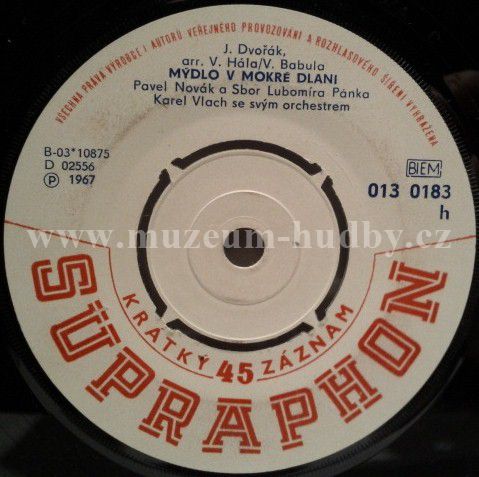 VŠECHNA PRÁVA VÝROBCE I AUTORŮ VEŘEJNÉHO PROVOZOVÁNÍ A ROZHLASOVÉHO ŠÍŘENÍ VYHRAŽENA
J. Dvořák,
arr. V. Hála/V. Babula
MÝDLO V MOKRÉ DLANI
Pavel Novák a Sbor Lubomíra Pánka
Karel Vlach se svým orchestrem
B-03*10875
D 02556
Ⓟ 1967
BIEM
013 0183
h
www.muzeum-hudby.cz
KRÁTKÝ 45 ZÁZNAM
SUPRAPHON